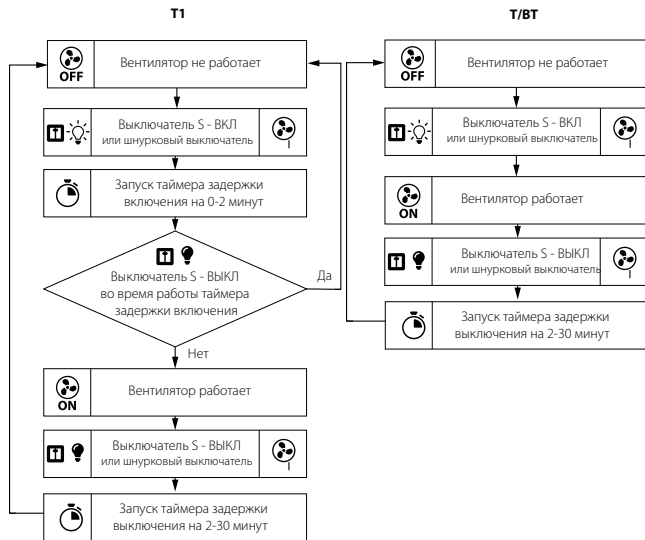 T1
OFF
Вентилятор не работает
Выключатель S - ВКЛ
или шнурковый выключатель
Запуск таймера задержки
включения на 0-2 минут
Выключатель S - ВЫКЛ
во время работы таймера
задержки включения
Да
Нет
ON
Вентилятор работает
Выключатель S - ВЫКЛ
или шнурковый выключатель
Запуск таймера задержки
выключения на 2-30 минут
T/BT
OFF
Вентилятор не работает
Выключатель S - ВКЛ
или шнурковый выключатель
ON
Вентилятор работает
Выключатель S - ВЫКЛ
или шнурковый выключатель
Запуск таймера задержки
выключения на 2-30 минут